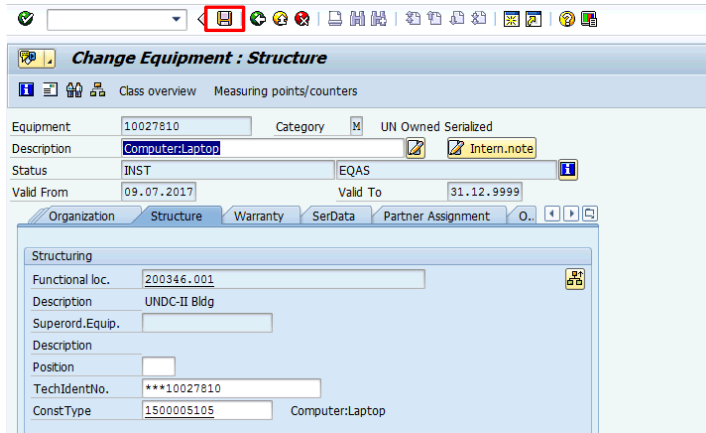 Change Equipment : Structure
Class overview Measuring points/counters
Equipment 10027810 Category M UN Owned Serialized
Description Computer:Laptop Intern.note
Status INST EQAS
Valid From 09.07.2017 Valid To 31.12.9999
Organization Structure Warranty SerData Partner Assignment O..
Structuring
Functional loc. 200346.001
Description UNDC-II Bldg
Superord.Equip.
Description
Position
TechIdentNo. ***10027810
ConstType 1500005105 Computer:Laptop